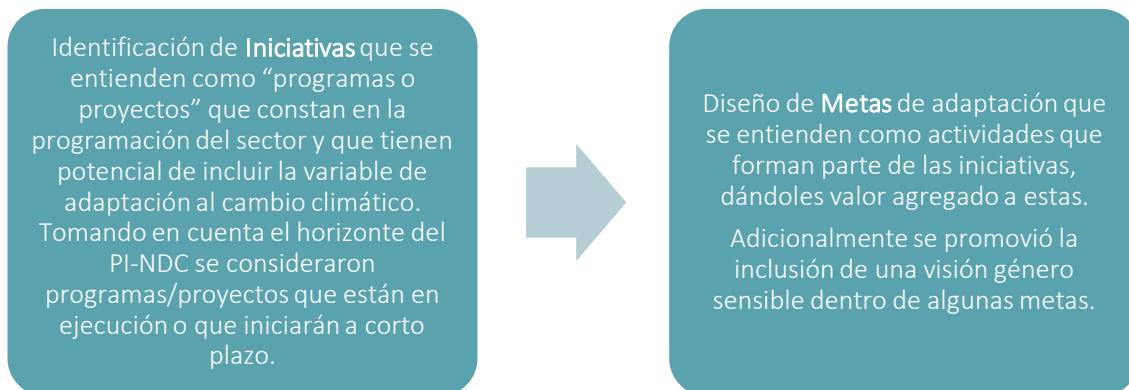 Identificación de Iniciativas que se
entienden como “programas o
proyectos” que constan en la
programación del sector y que tienen
potencial de incluir la variable de
adaptación al cambio climático.
Tomando en cuenta el horizonte del
PI-NDC se consideraron
programas/proyectos que están en
ejecución o que iniciarán a corto
plazo.
Diseño de Metas de adaptación que
se entienden como actividades que
forman parte de las iniciativas,
dándoles valor agregado a estas.
Adicionalmente se promovió la
inclusión de una visión género
sensible dentro de algunas metas.